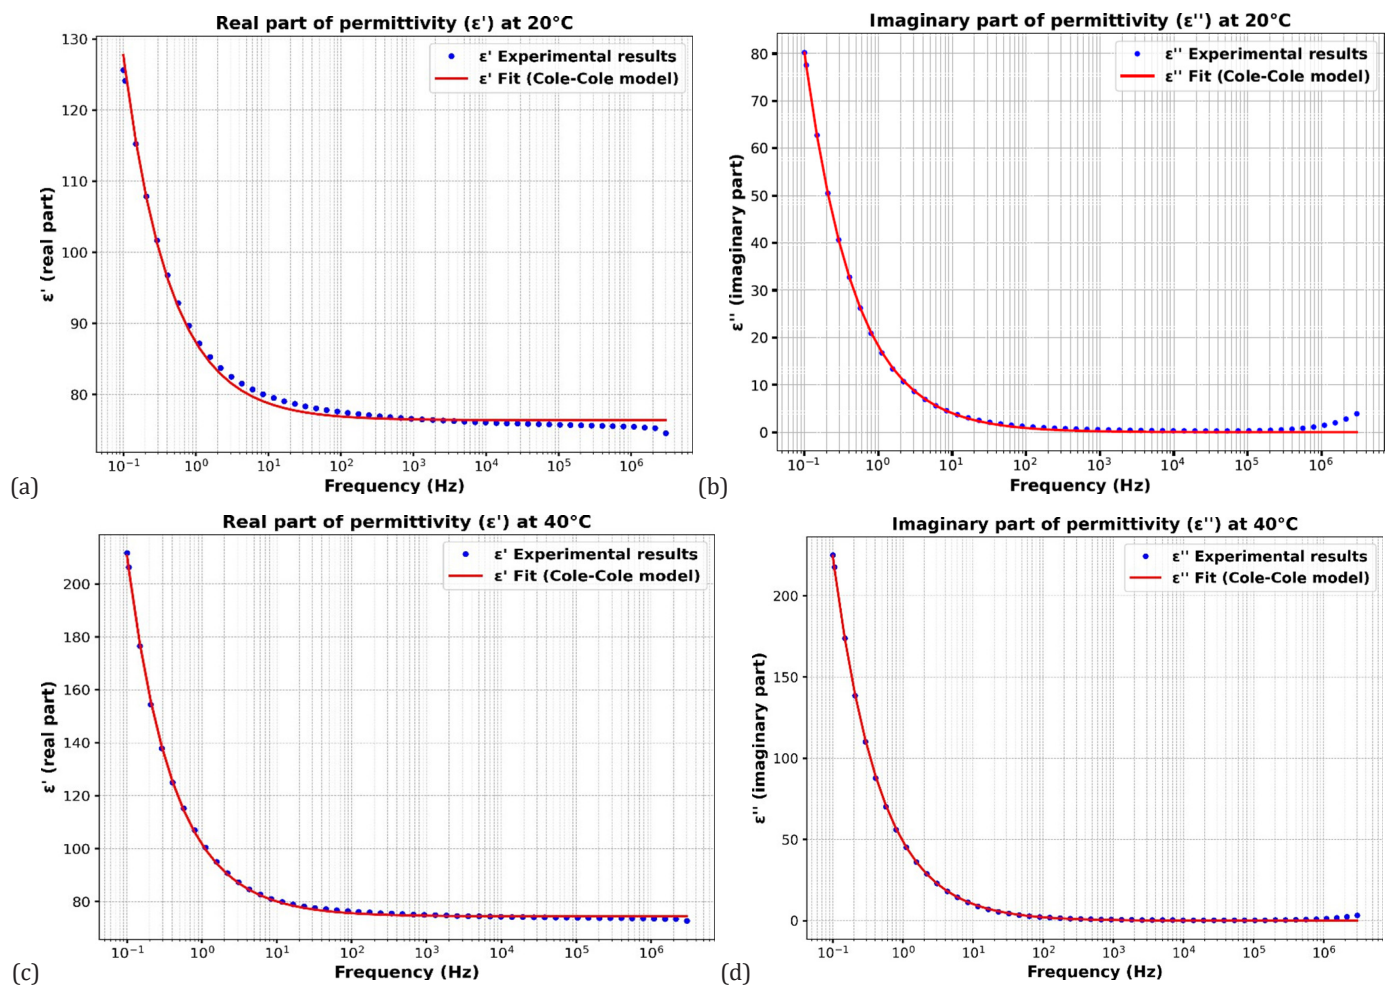 Real part of permittivity (ε') at 20°C
ε' Experimental results
ε' Fit (Cole-Cole model)
130
120
110
100
90
80
ε' (real part)
10⁻¹ 10⁰ 10¹ 10² 10³ 10⁴ 10⁵ 10⁶
Frequency (Hz)
(a)
Imaginary part of permittivity (ε'') at 20°C
ε'' Experimental results
ε'' Fit (Cole-Cole model)
80
70
60
50
40
30
20
10
0
ε'' (imaginary part)
10⁻¹ 10⁰ 10¹ 10² 10³ 10⁴ 10⁵ 10⁶
Frequency (Hz)
(b)
Real part of permittivity (ε') at 40°C
ε' Experimental results
ε' Fit (Cole-Cole model)
200
180
160
140
120
100
80
ε' (real part)
10⁻¹ 10⁰ 10¹ 10² 10³ 10⁴ 10⁵ 10⁶
Frequency (Hz)
(c)
Imaginary part of permittivity (ε'') at 40°C
ε'' Experimental results
ε'' Fit (Cole-Cole model)
200
150
100
50
0
ε'' (imaginary part)
10⁻¹ 10⁰ 10¹ 10² 10³ 10⁴ 10⁵ 10⁶
Frequency (Hz)
(d)